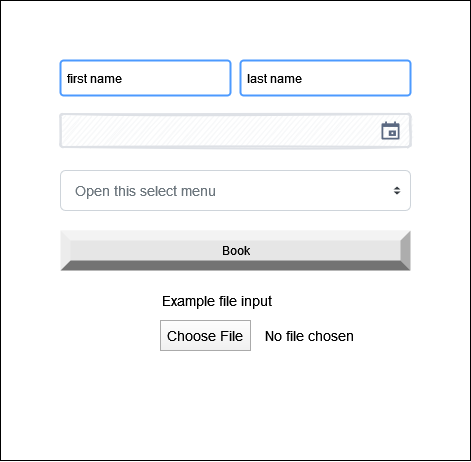 first name last name
Open this select menu
Book
Example file input
Choose File No file chosen